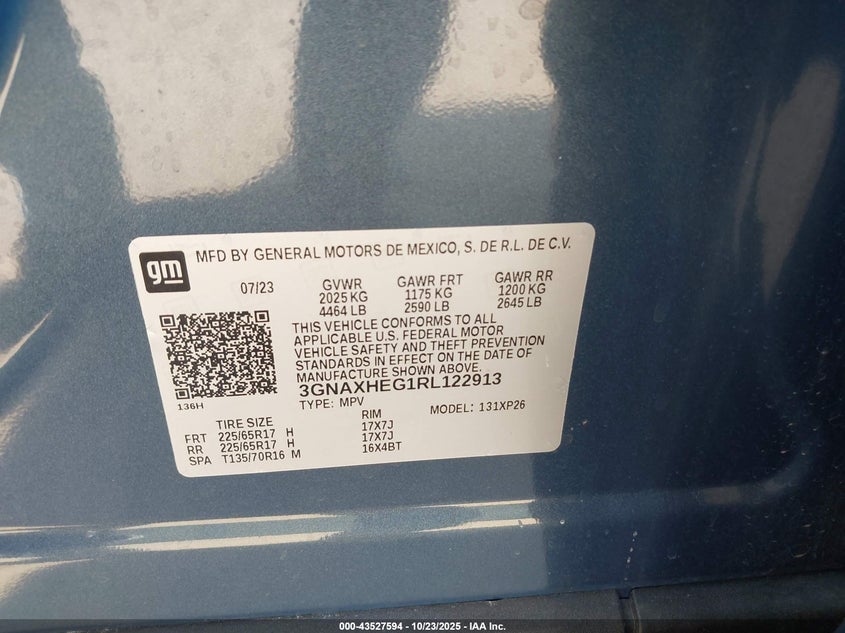 gm
MFD BY GENERAL MOTORS DE MEXICO, S. DE R.L. DE C.V.
07/23 GVWR GAWR FRT GAWR RR
2025 KG 1175 KG 1200 KG
4464 LB 2590 LB 2645 LB
THIS VEHICLE CONFORMS TO ALL
APPLICABLE U.S. FEDERAL MOTOR
VEHICLE SAFETY AND THEFT PREVENTION
STANDARDS IN EFFECT ON THE DATE OF
MANUFACTURE SHOWN ABOVE.
3GNAXHEG1RL122913
136H TYPE: MPV MODEL: 131XP26
TIRE SIZE RIM
FRT 225/65R17 H 17X7J
RR 225/65R17 H 17X7J
SPA T135/70R16 M 16X4BT
000-43527594 - 10/23/2025 - IAA Inc.